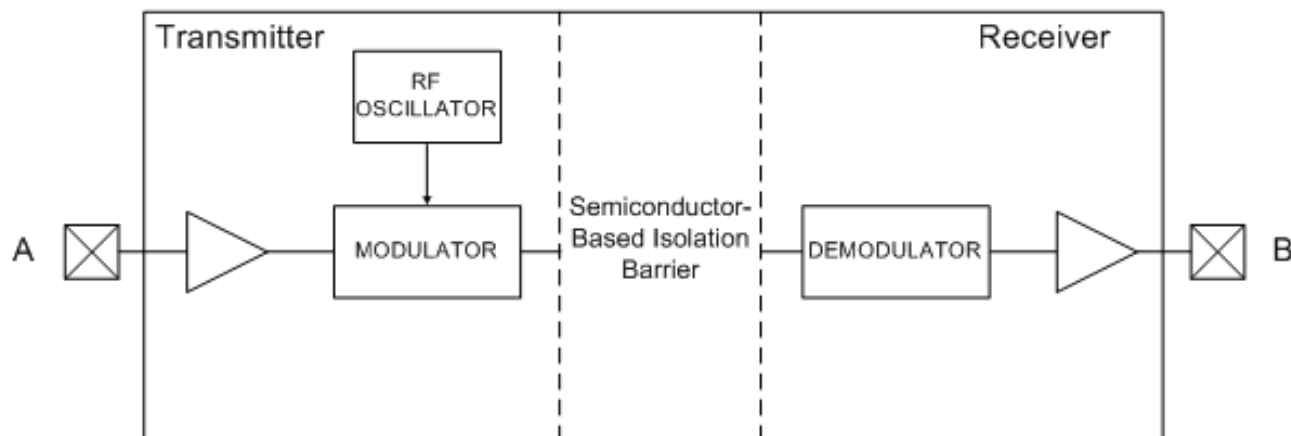 Transmitter
Receiver
RF
OSCILLATOR
A
MODULATOR
Semiconductor-
Based Isolation
Barrier
DEMODULATOR
B